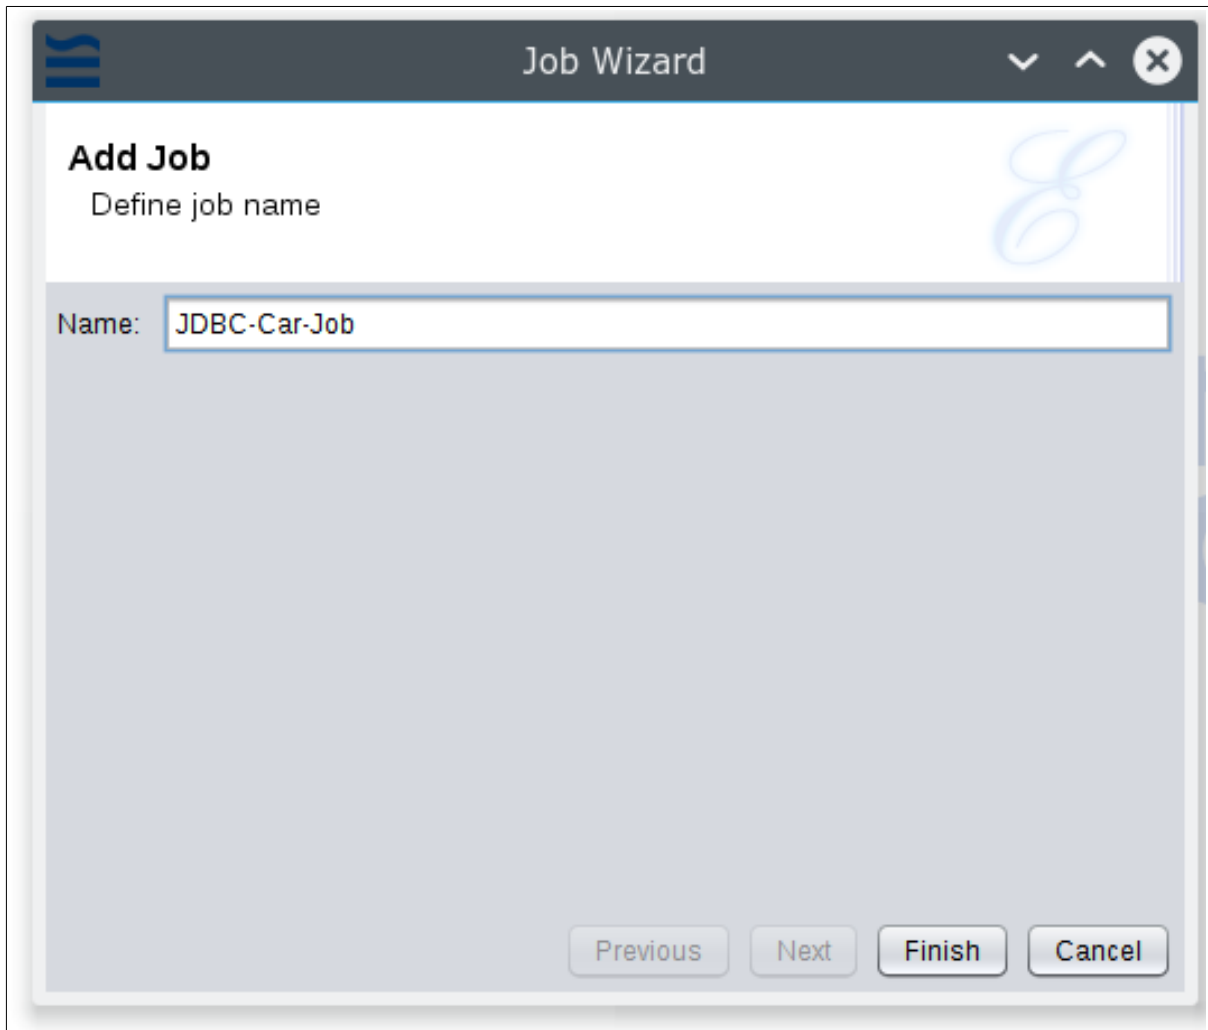 Job Wizard
Add Job
Define job name
Name: JDBC-Car-Job
Previous Next Finish Cancel